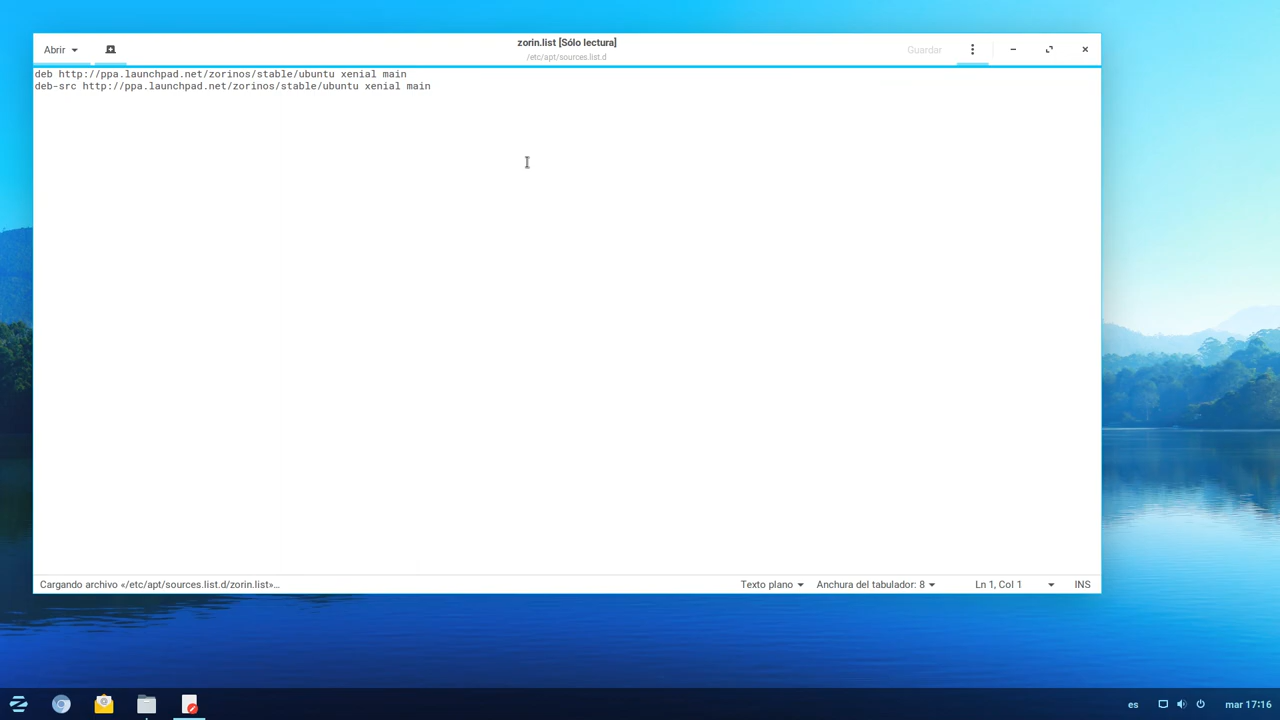 Abrir
zorin.list [Sólo lectura]
/etc/apt/sources.list.d
Guardar
deb http://ppa.launchpad.net/zorinos/stable/ubuntu xenial main
deb-src http://ppa.launchpad.net/zorinos/stable/ubuntu xenial main
Cargando archivo «/etc/apt/sources.list.d/zorin.list»…
Texto plano
Anchura del tabulador: 8
Ln 1, Col 1
INS
es
mar 17:16